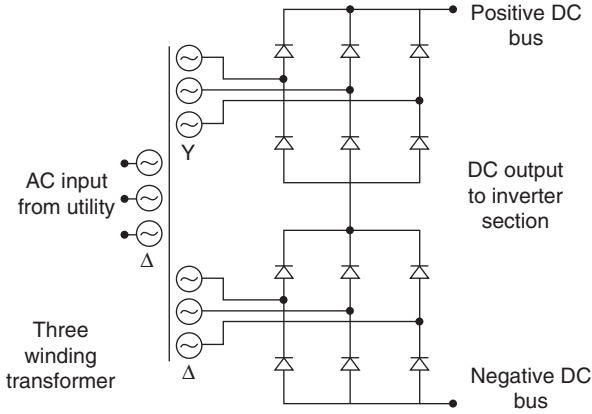 Positive DC
bus
Y
AC input
from utility
Δ
DC output
to inverter
section
Three
winding
transformer
Δ
Negative DC
bus